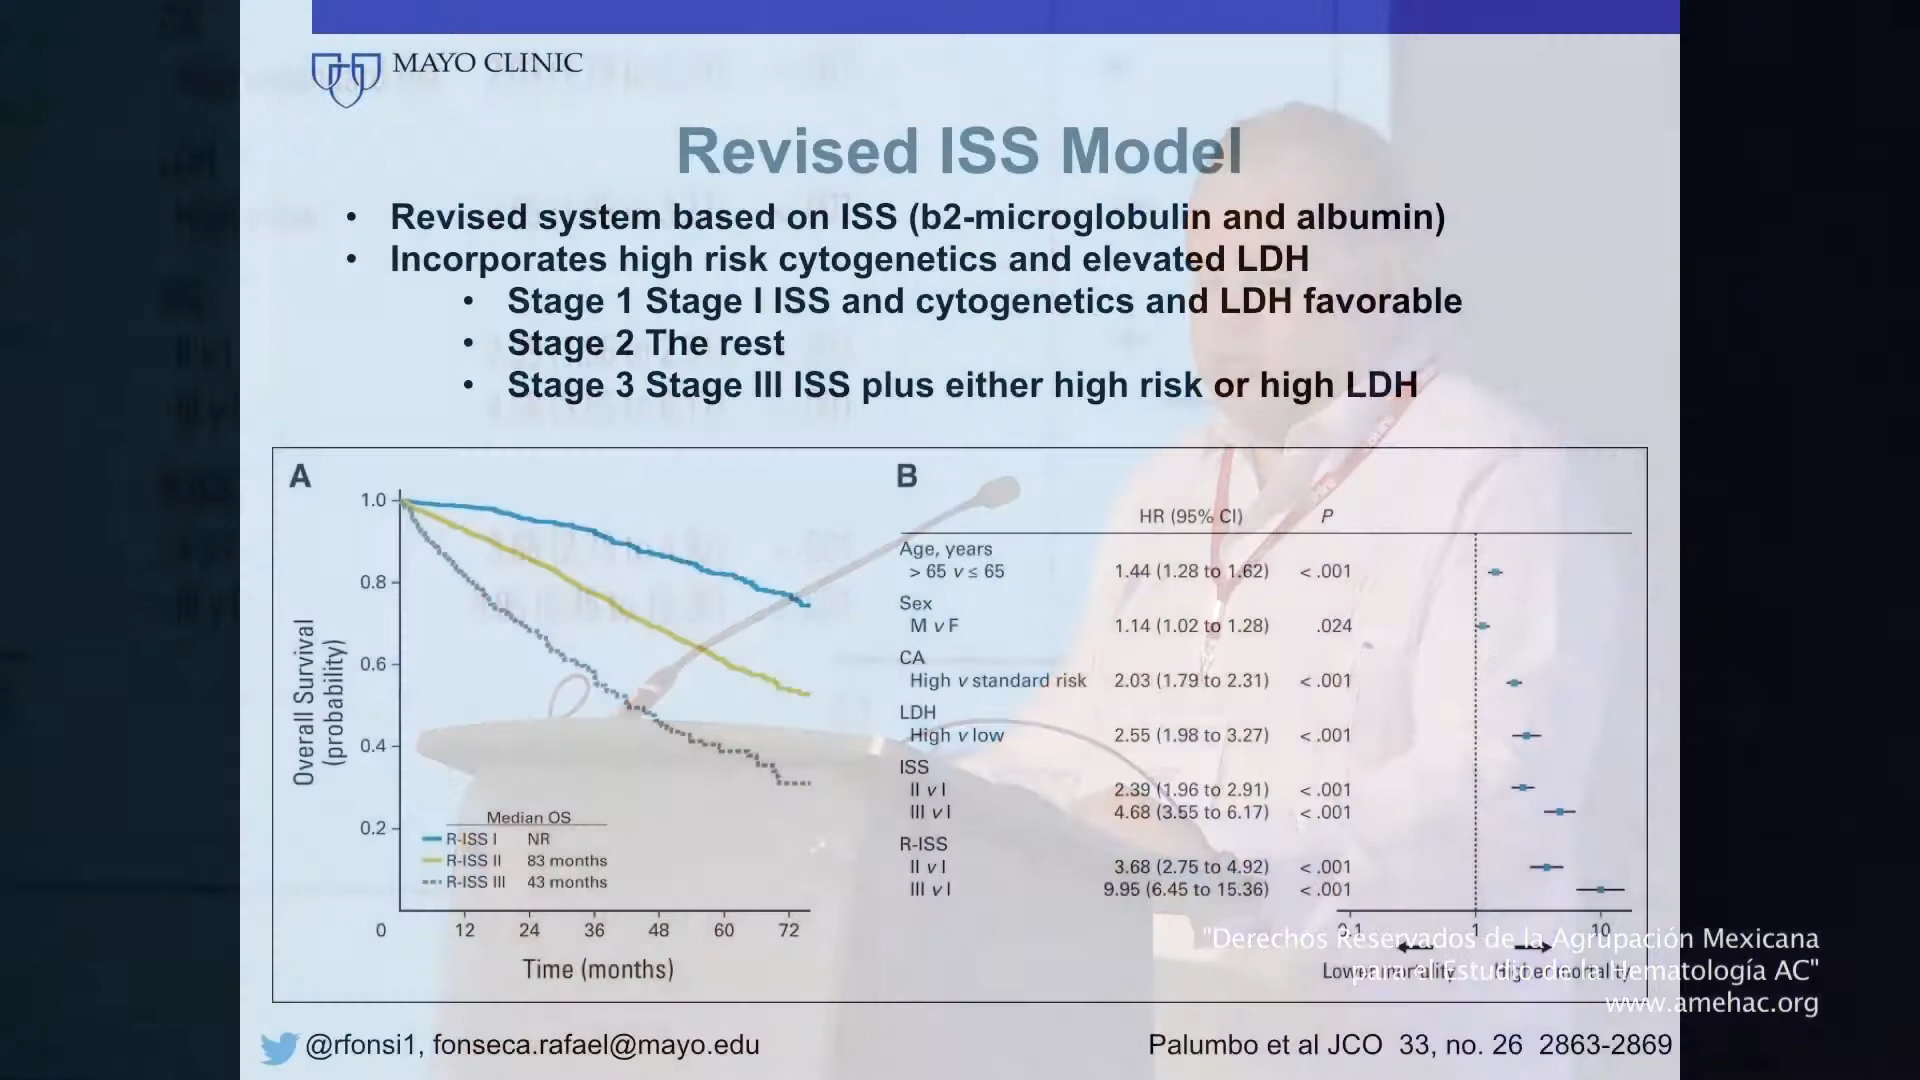 MAYO CLINIC
Revised ISS Model
• Revised system based on ISS (b2-microglobulin and albumin)
• Incorporates high risk cytogenetics and elevated LDH
• Stage 1 Stage I ISS and cytogenetics and LDH favorable
• Stage 2 The rest
• Stage 3 Stage III ISS plus either high risk or high LDH
A
Overall Survival
(probability)
1.0
0.8
0.6
0.4
0.2
0
12 24 36 48 60 72
Time (months)
Median OS
R-ISS I NR
R-ISS II 83 months
R-ISS III 43 months
B
HR (95% CI) P
Age, years
> 65 v ≤ 65 1.44 (1.28 to 1.62) < .001
Sex
M v F 1.14 (1.02 to 1.28) .024
CA
High v standard risk 2.03 (1.79 to 2.31) < .001
LDH
High v low 2.55 (1.98 to 3.27) < .001
ISS
II v I 2.39 (1.96 to 2.91) < .001
III v I 4.68 (3.55 to 6.17) < .001
R-ISS
II v I 3.68 (2.75 to 4.92) < .001
III v I 9.95 (6.45 to 15.36) < .001
0.1 1 10
Lower mortality Higher mortality
"Derechos Reservados de la Agrupación Mexicana
para el Estudio de la Hematología AC"
www.amehac.org
@rfonsi1, fonseca.rafael@mayo.edu
Palumbo et al JCO 33, no. 26 2863-2869